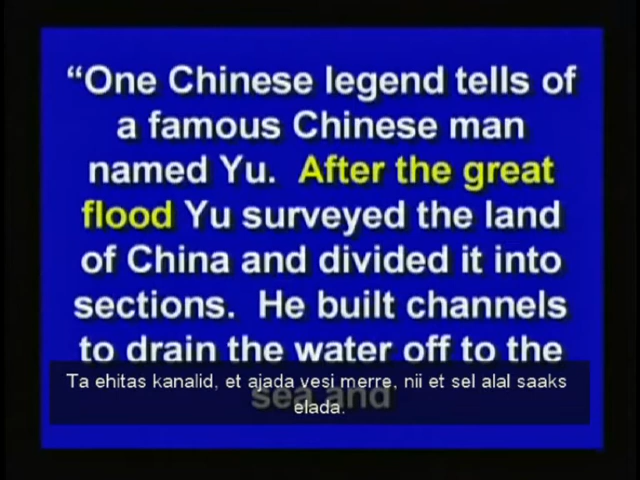 “One Chinese legend tells of
a famous Chinese man
named Yu. After the great
flood Yu surveyed the land
of China and divided it into
sections. He built channels
to drain the water off to the
sea and
Ta ehitas kanalid, et ajada vesi merre, nii et sel alal saaks
elada.